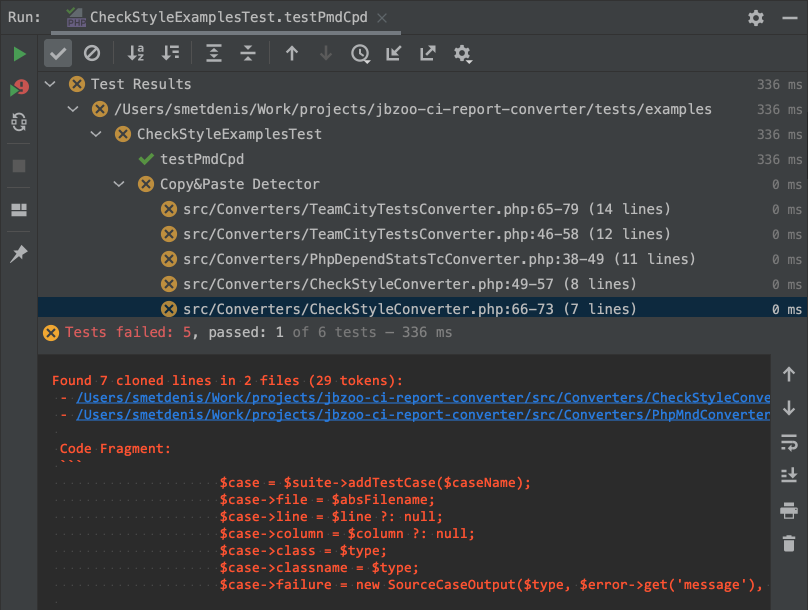 Run: PHP CheckStyleExamplesTest.testPmdCpd
Test Results 336 ms
/Users/smetdenis/Work/projects/jbzoo-ci-report-converter/tests/examples 336 ms
CheckStyleExamplesTest 336 ms
testPmdCpd 336 ms
Copy&Paste Detector 0 ms
src/Converters/TeamCityTestsConverter.php:65–79 (14 lines) 0 ms
src/Converters/TeamCityTestsConverter.php:46–58 (12 lines) 0 ms
src/Converters/PhpDependStatsTcConverter.php:38–49 (11 lines) 0 ms
src/Converters/CheckStyleConverter.php:49–57 (8 lines) 0 ms
src/Converters/CheckStyleConverter.php:66–73 (7 lines) 0 ms
Tests failed: 5, passed: 1 of 6 tests – 336 ms
Found 7 cloned lines in 2 files (29 tokens):
- /Users/smetdenis/Work/projects/jbzoo-ci-report-converter/src/Converters/CheckStyleConve
- /Users/smetdenis/Work/projects/jbzoo-ci-report-converter/src/Converters/PhpMndConverter
Code Fragment:
```
$case = $suite->addTestCase($caseName);
$case->file = $absFilename;
$case->line = $line ?: null;
$case->column = $column ?: null;
$case->class = $type;
$case->classname = $type;
$case->failure = new SourceCaseOutput($type, $error->get('message'),